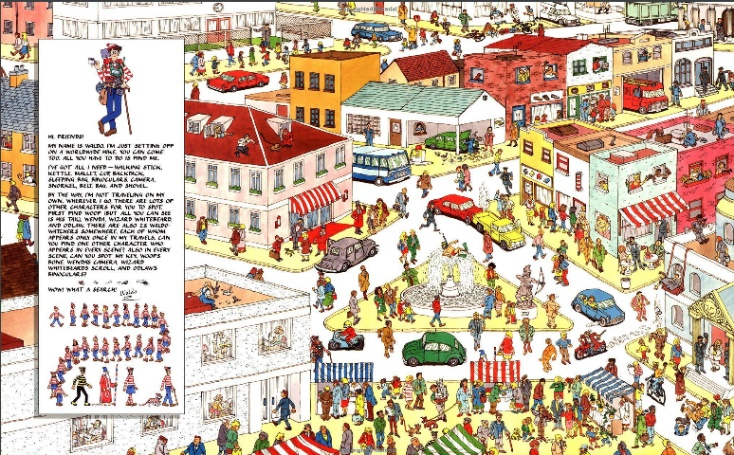 HI, FRIENDS!
MY NAME IS WALDO. I'M JUST SETTING OFF
ON A WORLDWIDE HIKE. YOU CAN COME
TOO. ALL YOU HAVE TO DO IS FIND ME.
I'VE GOT ALL I NEED — WALKING STICK,
KETTLE, MALLET, CUP, BACKPACK,
SLEEPING BAG, BINOCULARS, CAMERA,
SNORKEL, BELT, BAG, AND SHOVEL.
BY THE WAY, I'M NOT TRAVELING ON MY
OWN. WHEREVER I GO, THERE ARE LOTS OF
OTHER CHARACTERS FOR YOU TO SPOT.
FIRST FIND WOOF (BUT ALL YOU CAN SEE
IS HIS TAIL), WENDA, WIZARD WHITEBEARD
AND ODLAW. THERE ARE ALSO 25 WALDO-
WATCHERS SOMEWHERE, EACH OF WHOM
APPEARS ONLY ONCE IN MY TRAVELS. CAN
YOU FIND ONE OTHER CHARACTER WHO
APPEARS IN EVERY SCENE? ALSO IN EVERY
SCENE, CAN YOU SPOT MY KEY, WOOF'S
BONE, WENDA'S CAMERA, WIZARD
WHITEBEARD'S SCROLL, AND ODLAW'S
BINOCULARS?
WOW! WHAT A SEARCH!
Waldo